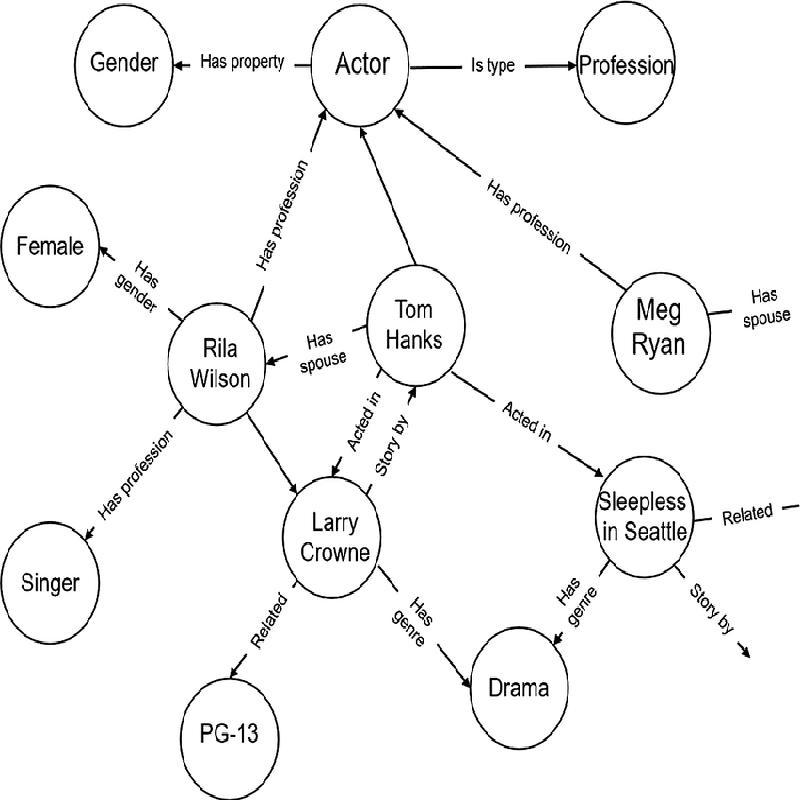 Gender
Has property
Actor
Is type
Profession
Has profession
Has profession
Female
Has
gender
Rila
Wilson
Has
spouse
Tom
Hanks
Meg
Ryan
Has
spouse
Has profession
Acted in
Story by
Acted in
Singer
Larry
Crowne
Sleepless
in Seattle
Related
Related
Has
genre
Has
genre
Story by
PG-13
Drama